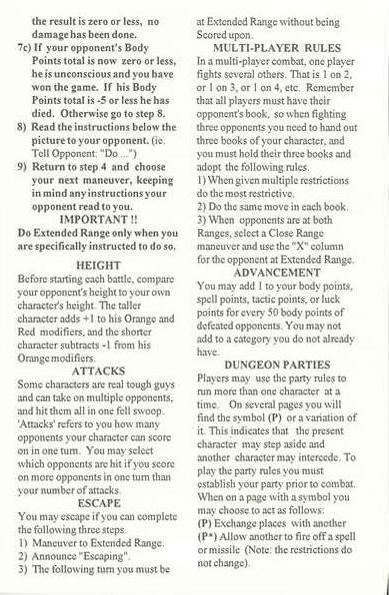 the result is zero or less, no
damage has been done.
7c) If your opponent's Body
Points total is now zero or less,
he is unconscious and you have
won the game. If his Body
Points total is -5 or less he has
died. Otherwise go to step 8.
8) Read the instructions below the
picture to your opponent. (ie.
Tell Opponent: "Do ...")
9) Return to step 4 and choose
your next maneuver, keeping
in mind any instructions your
opponent read to you.
IMPORTANT !!
Do Extended Range only when you
are specifically instructed to do so.
HEIGHT
Before starting each battle, compare
your opponent's height to your own
character's height. The taller
character adds +1 to his Orange and
Red modifiers, and the shorter
character subtracts -1 from his
Orange modifiers.
ATTACKS
Some characters are real tough guys
and can take on multiple opponents,
and hit them all in one fell swoop.
'Attacks' refers to you how many
opponents your character can score
on in one turn. You may select
which opponents are hit if you score
on more opponents in one turn than
your number of attacks.
ESCAPE
You may escape if you can complete
the following three steps.
1) Maneuver to Extended Range.
2) Announce "Escaping".
3) The following turn you must be
at Extended Range without being
Scored upon.
MULTI-PLAYER RULES
In a multi-player combat, one player
fights several others. That is 1 on 2,
or 1 on 3, or 1 on 4, etc. Remember
that all players must have their
opponent's book, so when fighting
three opponents you need to hand out
three books of your character, and
you must hold their three books and
adopt the following rules.
1) When given multiple restrictions
do the most restrictive.
2) Do the same move in each book.
3) When opponents are at both
Ranges, select a Close Range
maneuver and use the "X" column
for the opponent at Extended Range.
ADVANCEMENT
You may add 1 to your body points,
spell points, tactic points, or luck
points for every 50 body points of
defeated opponents. You may not
add to a category you do not already
have.
DUNGEON PARTIES
Players may use the party rules to
run more than one character at a
time. On several pages you will
find the symbol (P) or a variation of
it. This indicates that the present
character may step aside and
another character may intercede. To
play the party rules you must
establish your party prior to combat.
When on a page with a symbol you
may choose to act as follows:
(P) Exchange places with another
(P*) Allow another to fire off a spell
or missile (Note: the restrictions do
not change).